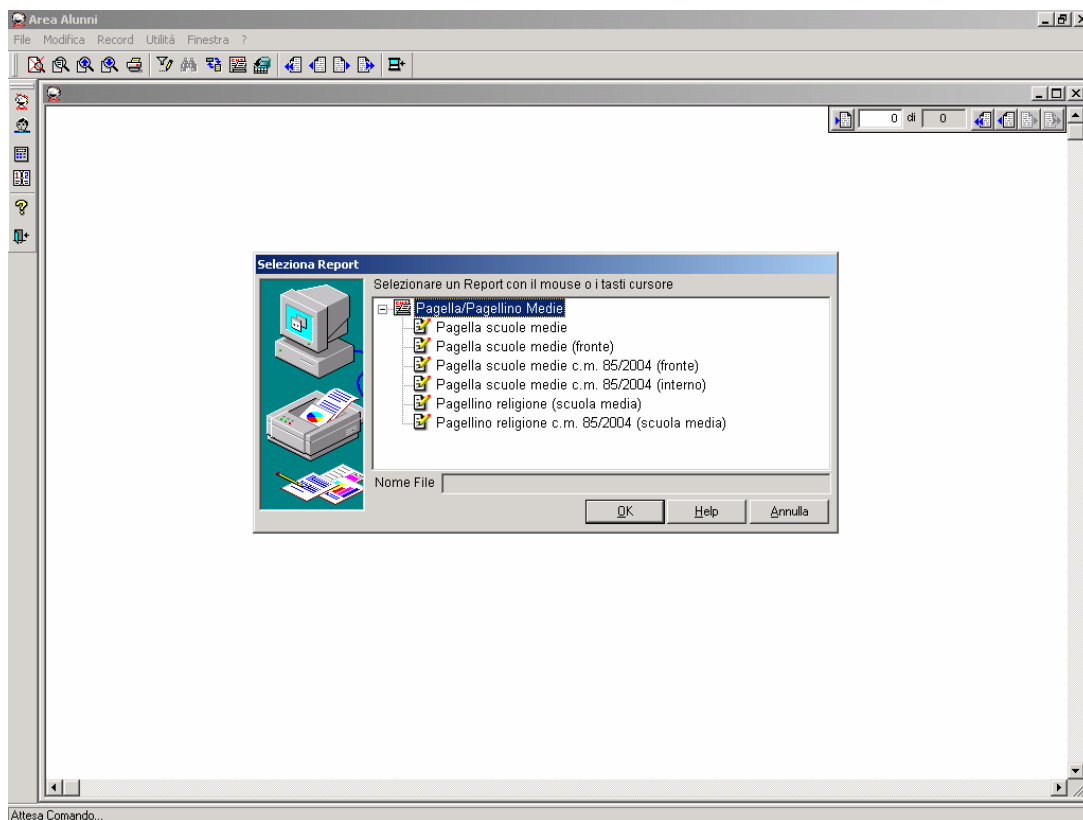 Area Alunni
File Modifica Record Utilità Finestra ?
0 di 0
Seleziona Report
Selezionare un Report con il mouse o i tasti cursore
Pagella/Pagellino Medie
Pagella scuole medie
Pagella scuole medie (fronte)
Pagella scuole medie c.m. 85/2004 (fronte)
Pagella scuole medie c.m. 85/2004 (interno)
Pagellino religione (scuola media)
Pagellino religione c.m. 85/2004 (scuola media)
Nome File
OK Help Annulla
Attesa Comando...